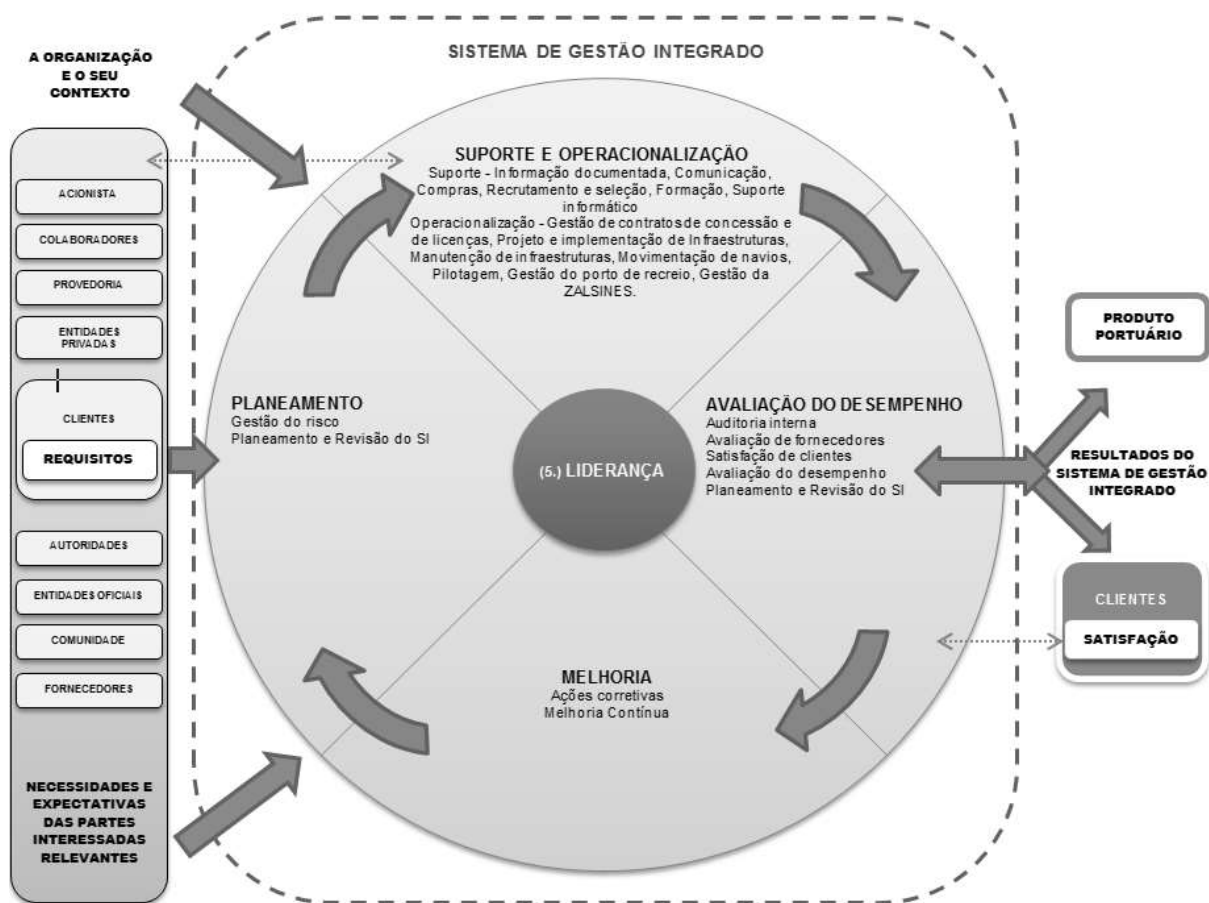 SISTEMA DE GESTÃO INTEGRADO
A ORGANIZAÇÃO
E O SEU
CONTEXTO
ACIONISTA
COLABORADORES
PROVEDORIA
ENTIDADES
PRIVADAS
CLIENTES
REQUISITOS
AUTORIDADES
ENTIDADES OFICIAIS
COMUNIDADE
FORNECEDORES
NECESSIDADES E
EXPECTATIVAS
DAS PARTES
INTERESSADAS
RELEVANTES
SUPORTE E OPERACIONALIZAÇÃO
Suporte - Informação documentada, Comunicação,
Compras, Recrutamento e seleção, Formação, Suporte
informático
Operacionalização - Gestão de contratos de concessão e
de licenças, Projeto e implementação de Infraestruturas,
Manutenção de infraestruturas, Movimentação de navios,
Pilotagem, Gestão do porto de recreio, Gestão da
ZALSINES.
PLANEAMENTO
Gestão do risco
Planeamento e Revisão do SI
(5.) LIDERANÇA
AVALIAÇÃO DO DESEMPENHO
Auditoria interna
Avaliação de fornecedores
Satisfação de clientes
Avaliação do desempenho
Planeamento e Revisão do SI
MELHORIA
Ações corretivas
Melhoria Contínua
PRODUTO
PORTUÁRIO
RESULTADOS DO
SISTEMA DE GESTÃO
INTEGRADO
CLIENTES
SATISFAÇÃO